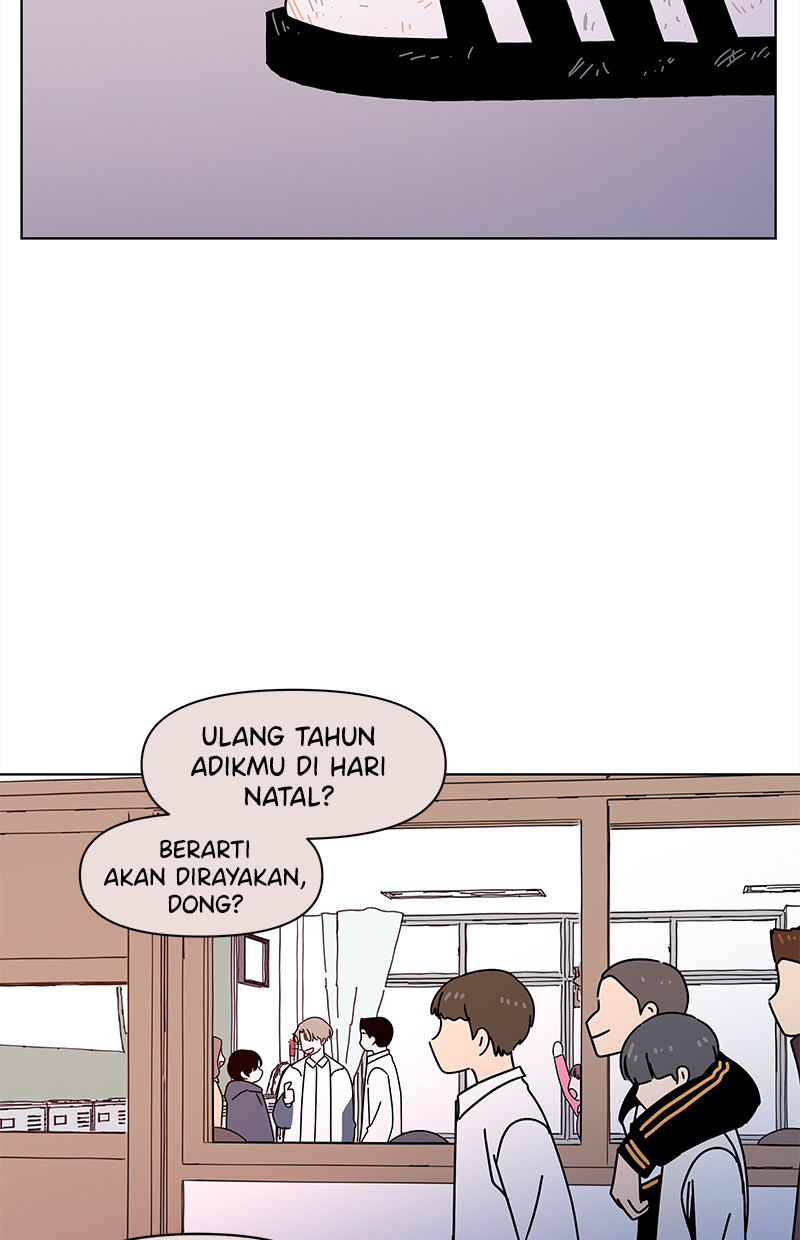 ULANG TAHUN
ADIKMU DI HARI
NATAL?
BERARTI
AKAN DIRAYAKAN,
DONG?